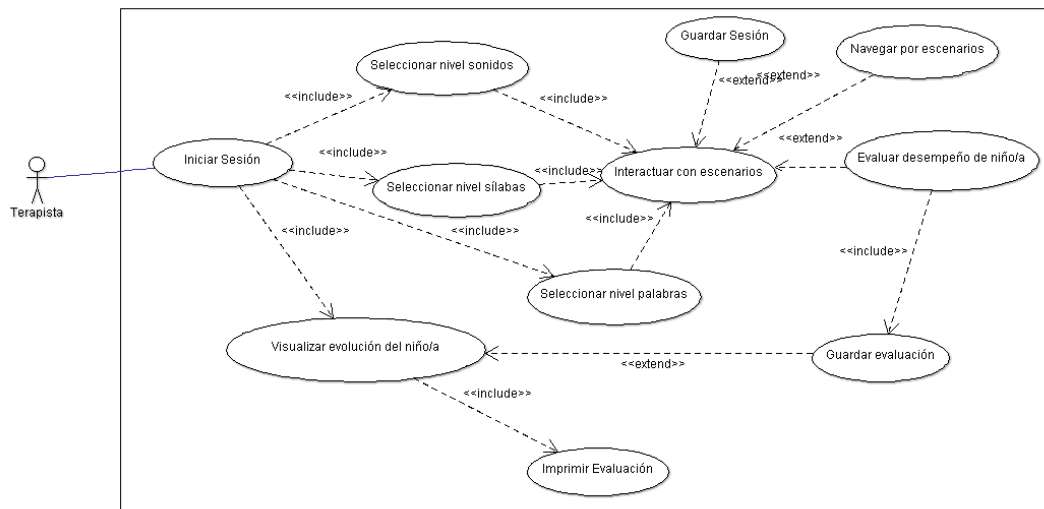 Guardar Sesión
Navegar por escenarios
Seleccionar nivel sonidos
<<extend>>
<<extend>>
<<include>>
<<include>>
<<extend>>
Iniciar Sesión
<<include>>
Evaluar desempeño de niño/a
Interactuar con escenarios
<<include>>
Seleccionar nivel sílabas
Terapista
<<include>>
<<include>>
<<include>>
<<include>>
Seleccionar nivel palabras
Visualizar evolución del niño/a
Guardar evaluación
<<extend>>
<<include>>
Imprimir Evaluación